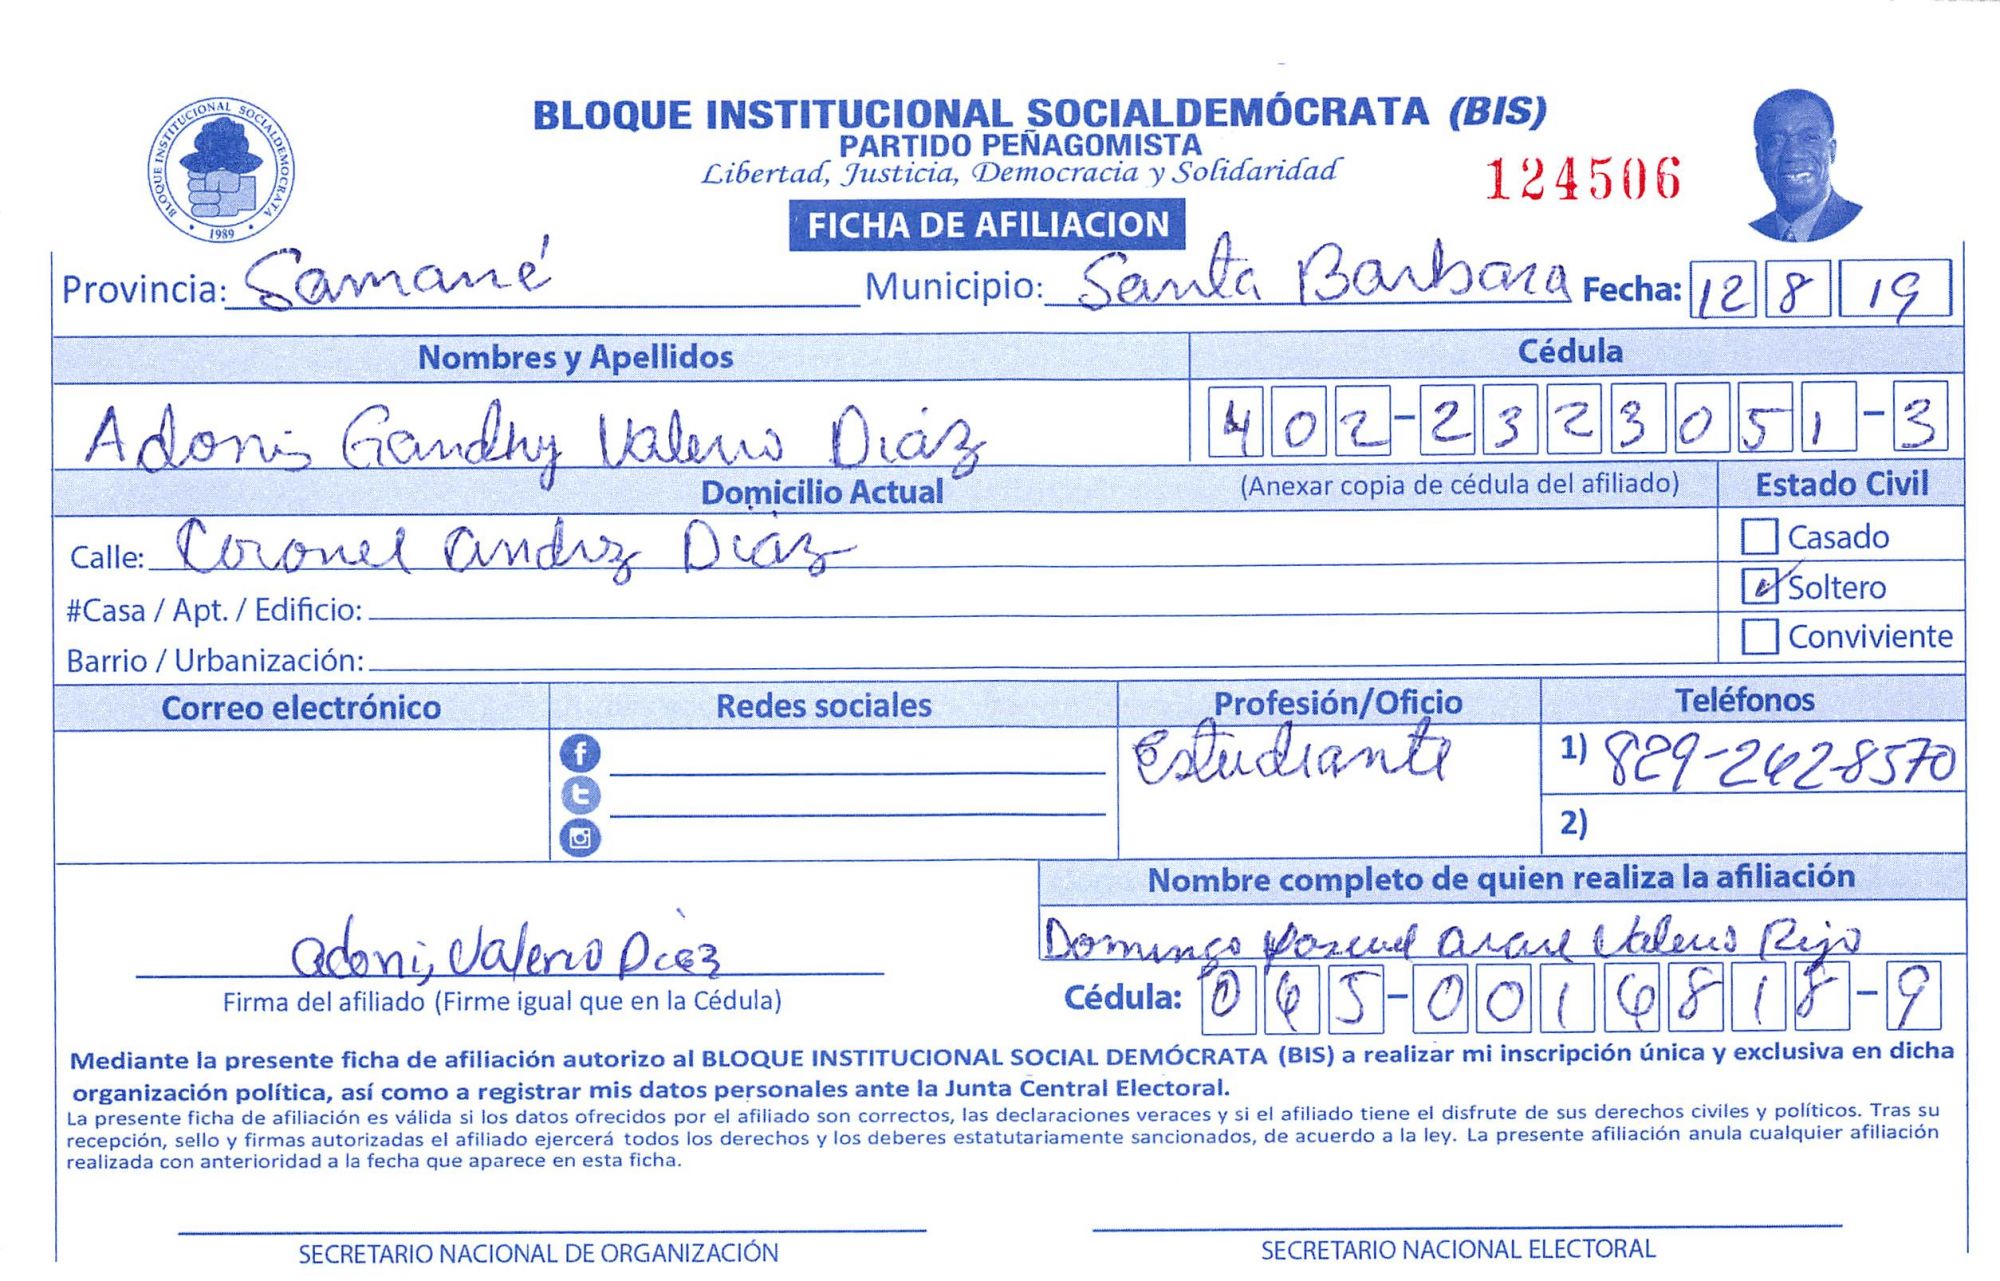 BLOQUE INSTITUCIONAL SOCIALDEMOCRATA
1989
BLOQUE INSTITUCIONAL SOCIALDEMÓCRATA (BIS)
PARTIDO PEÑAGOMISTA
Libertad, Justicia, Democracia y Solidaridad
124506
FICHA DE AFILIACION
Provincia: Samané Municipio: Santa Barbara Fecha: 12 8 19
Nombres y Apellidos Cédula
Adonis Gandhy Valerio Diáz 402-2323051-3
Domicilio Actual (Anexar copia de cédula del afiliado) Estado Civil
Calle: Coronel Andrz Diáz Casado
Soltero
#Casa / Apt. / Edificio:
Conviviente
Barrio / Urbanización:
Correo electrónico Redes sociales Profesión/Oficio Teléfonos
Estudiante 1) 829-262-8570
2)
Nombre completo de quien realiza la afiliación
Domingo Valerio Rijo
Adonis Valerio Diaz
Firma del afiliado (Firme igual que en la Cédula)
Cédula: 065-0016818-9
Mediante la presente ficha de afiliación autorizo al BLOQUE INSTITUCIONAL SOCIAL DEMÓCRATA (BIS) a realizar mi inscripción única y exclusiva en dicha
organización política, así como a registrar mis datos personales ante la Junta Central Electoral.
La presente ficha de afiliación es válida si los datos ofrecidos por el afiliado son correctos, las declaraciones veraces y si el afiliado tiene el disfrute de sus derechos civiles y políticos. Tras su
recepción, sello y firmas autorizadas el afiliado ejercerá todos los derechos y los deberes estatutariamente sancionados, de acuerdo a la ley. La presente afiliación anula cualquier afiliación
realizada con anterioridad a la fecha que aparece en esta ficha.
SECRETARIO NACIONAL DE ORGANIZACIÓN SECRETARIO NACIONAL ELECTORAL